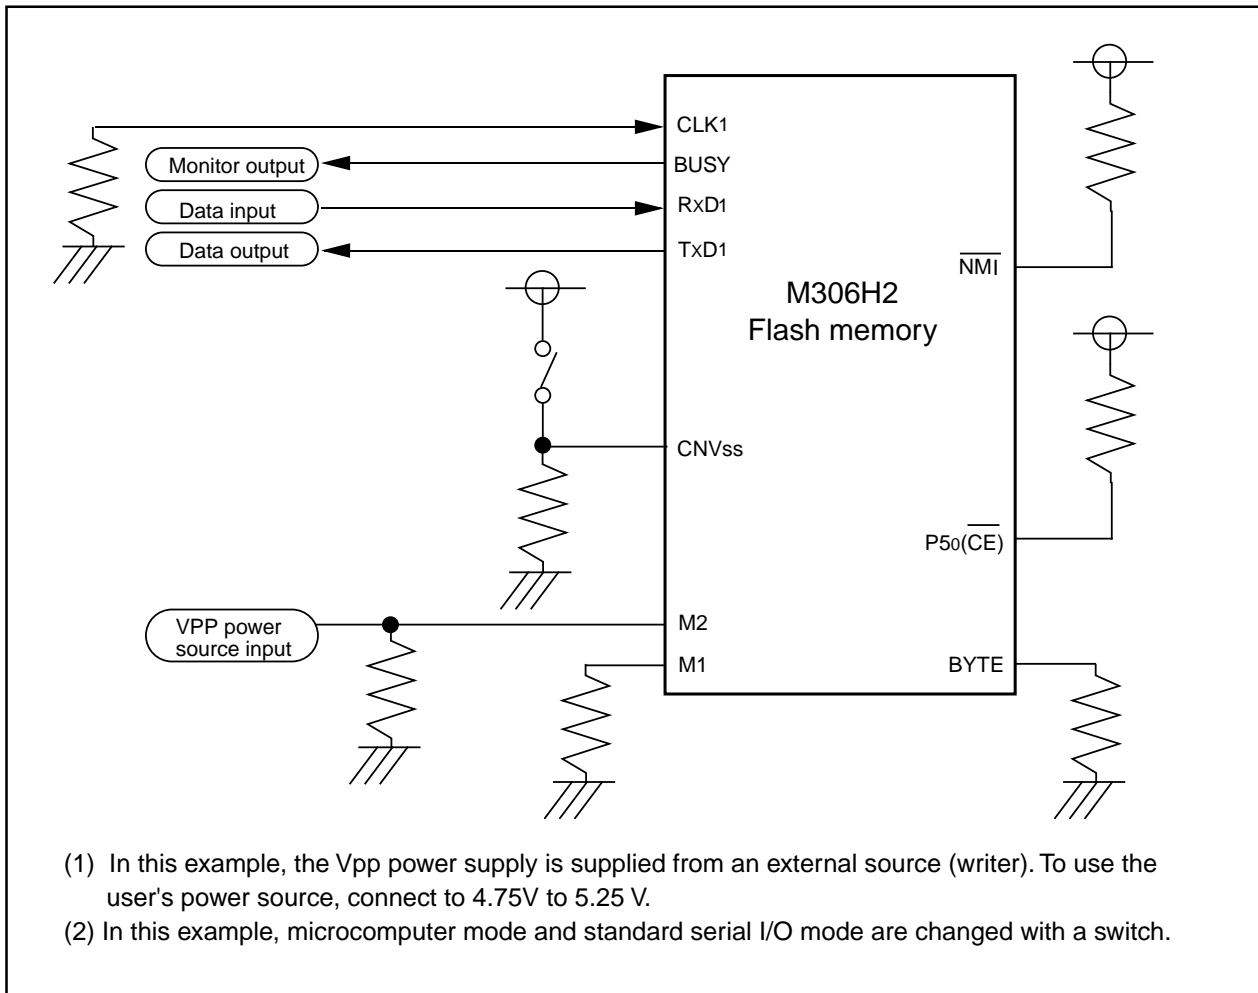 CLK1
Monitor output
BUSY
Data input
RxD1
Data output
TxD1
NMI
M306H2
Flash memory
CNVss
P50(CE)
VPP power
source input
M2
M1
BYTE
(1) In this example, the Vpp power supply is supplied from an external source (writer). To use the
user's power source, connect to 4.75V to 5.25 V.
(2) In this example, microcomputer mode and standard serial I/O mode are changed with a switch.